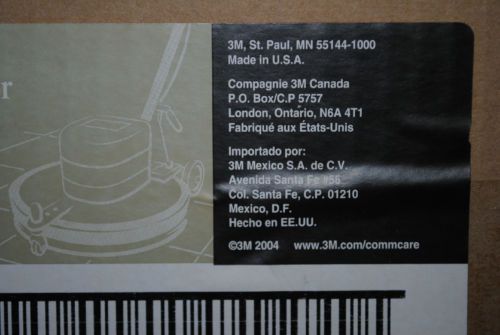 r
3M, St. Paul, MN 55144-1000
Made in U.S.A.
Compagnie 3M Canada
P.O. Box/C.P 5757
London, Ontario, N6A 4T1
Fabriqué aux États-Unis
Importado por:
3M Mexico S.A. de C.V.
Avenida Santa Fe #55
Col. Santa Fe, C.P. 01210
Mexico, D.F.
Hecho en EE.UU.
©3M 2004 www.3M.com/commcare